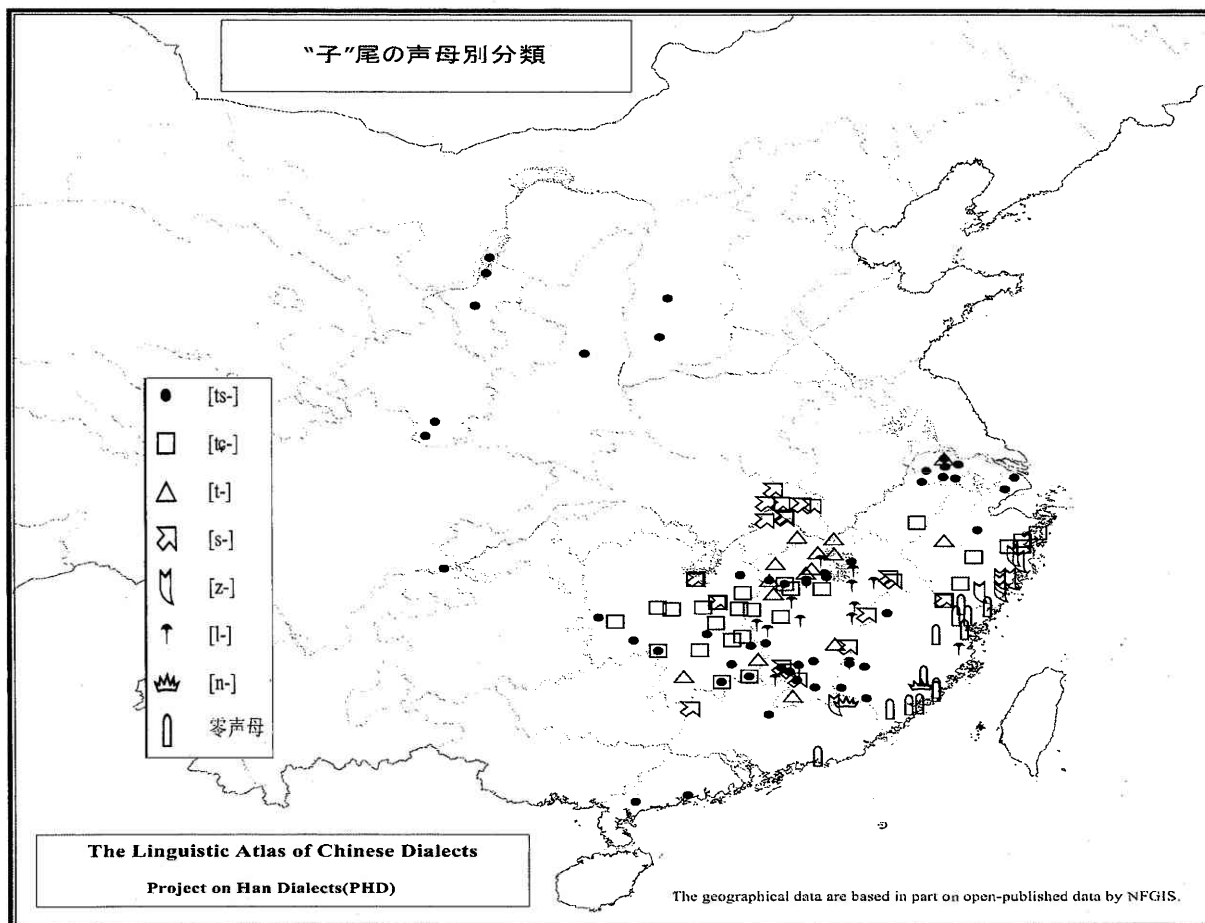 “子”尾の声母別分類
[ts-]
[tɕ-]
[t-]
[s-]
[z-]
[l-]
[n-]
零声母
The Linguistic Atlas of Chinese Dialects
Project on Han Dialects(PHD)
The geographical data are based in part on open-published data by NFGIS.